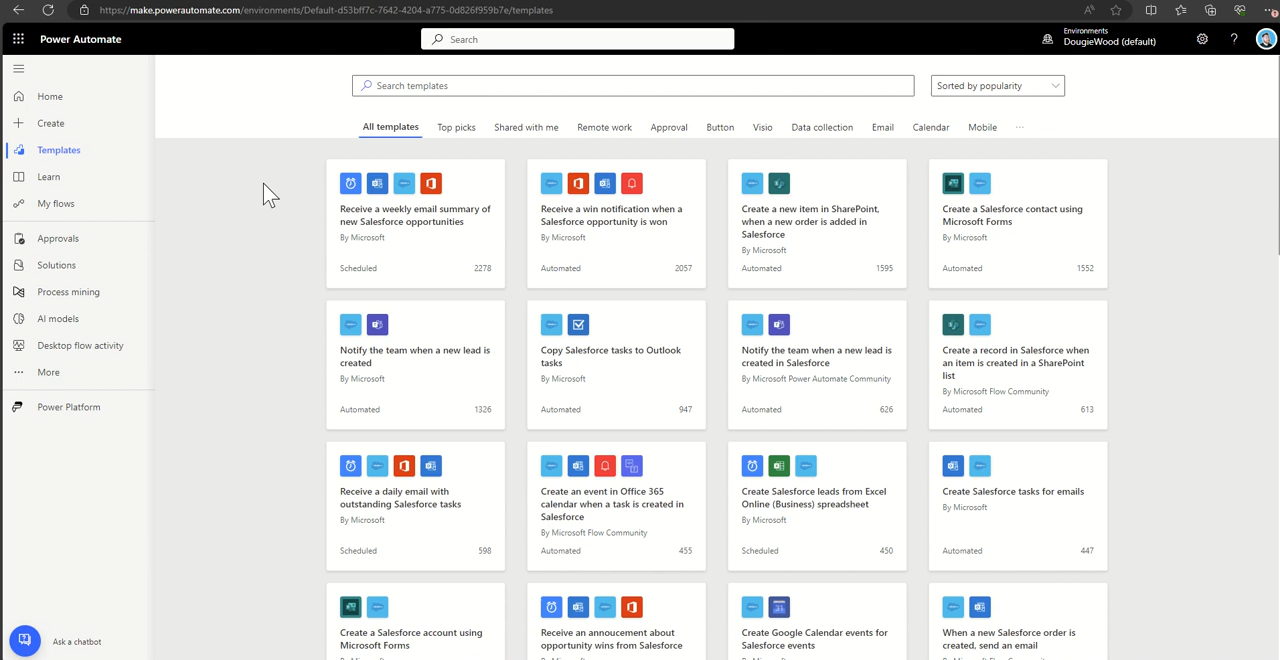 https://make.powerautomate.com/environments/Default-d53bff7c-7642-4204-a775-0d826f959b7e/templates
Power Automate
Search
Environments
DougieWood (default)
Home
Create
Templates
Learn
My flows
Approvals
Solutions
Process mining
AI models
Desktop flow activity
More
Power Platform
Ask a chatbot
Search templates
Sorted by popularity
All templates Top picks Shared with me Remote work Approval Button Visio Data collection Email Calendar Mobile ...
Receive a weekly email summary of
new Salesforce opportunities
By Microsoft
Scheduled 2278
Receive a win notification when a
Salesforce opportunity is won
By Microsoft
Automated 2057
Create a new item in SharePoint,
when a new order is added in
Salesforce
By Microsoft
Automated 1595
Create a Salesforce contact using
Microsoft Forms
By Microsoft
Automated 1552
Notify the team when a new lead is
created
By Microsoft
Automated 1326
Copy Salesforce tasks to Outlook
tasks
By Microsoft
Automated 947
Notify the team when a new lead is
created in Salesforce
By Microsoft Power Automate Community
Automated 626
Create a record in Salesforce when
an item is created in a SharePoint
list
By Microsoft Flow Community
Automated 613
Receive a daily email with
outstanding Salesforce tasks
By Microsoft
Scheduled 598
Create an event in Office 365
calendar when a task is created in
Salesforce
By Microsoft Flow Community
Automated 455
Create Salesforce leads from Excel
Online (Business) spreadsheet
By Microsoft
Scheduled 450
Create Salesforce tasks for emails
By Microsoft
Automated 447
Create a Salesforce account using
Microsoft Forms
Receive an annoucement about
opportunity wins from Salesforce
Create Google Calendar events for
Salesforce events
When a new Salesforce order is
created, send an email